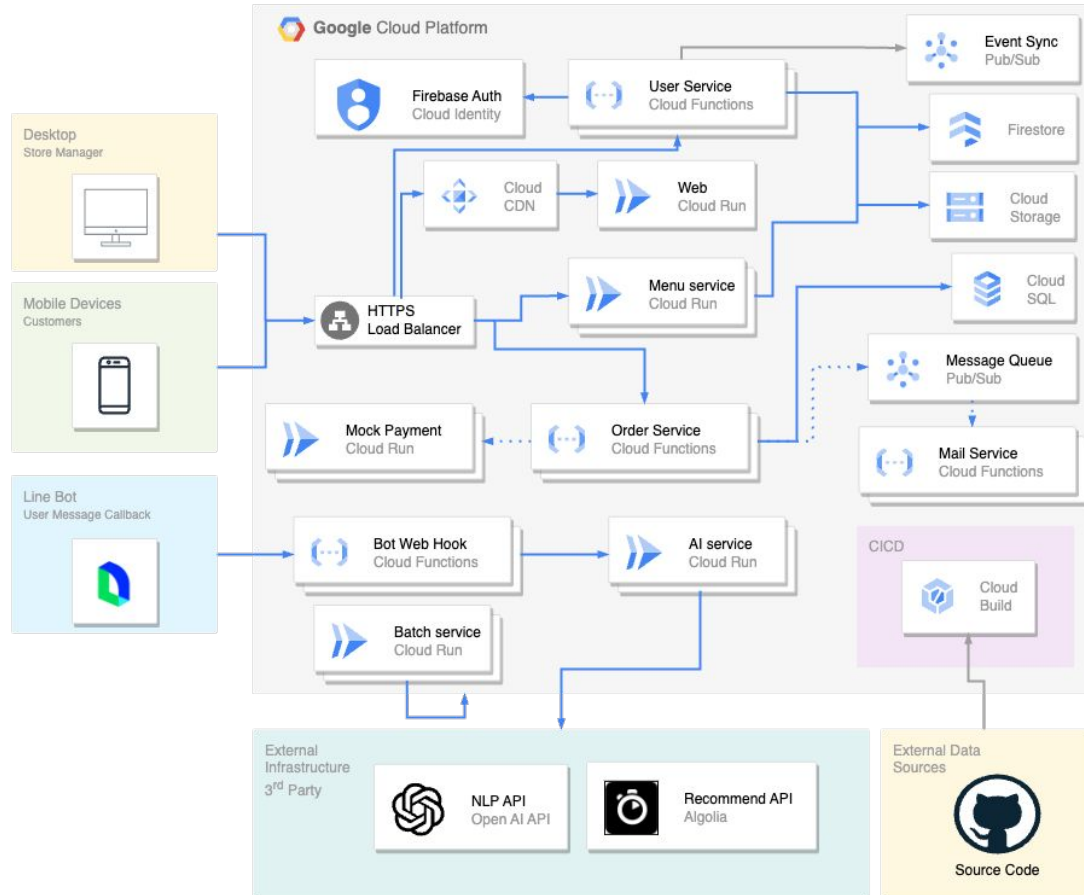 Google Cloud Platform
Event Sync
Pub/Sub
User Service
Cloud Functions
Firebase Auth
Cloud Identity
Firestore
Desktop
Store Manager
Cloud
CDN
Web
Cloud Run
Cloud
Storage
Mobile Devices
Customers
HTTPS
Load Balancer
Menu service
Cloud Run
Cloud
SQL
Message Queue
Pub/Sub
Mock Payment
Cloud Run
Order Service
Cloud Functions
Mail Service
Cloud Functions
Line Bot
User Message Callback
Bot Web Hook
Cloud Functions
AI service
Cloud Run
CICD
Cloud
Build
Batch service
Cloud Run
External
Infrastructure
3rd Party
NLP API
Open AI API
Recommend API
Algolia
External Data
Sources
Source Code